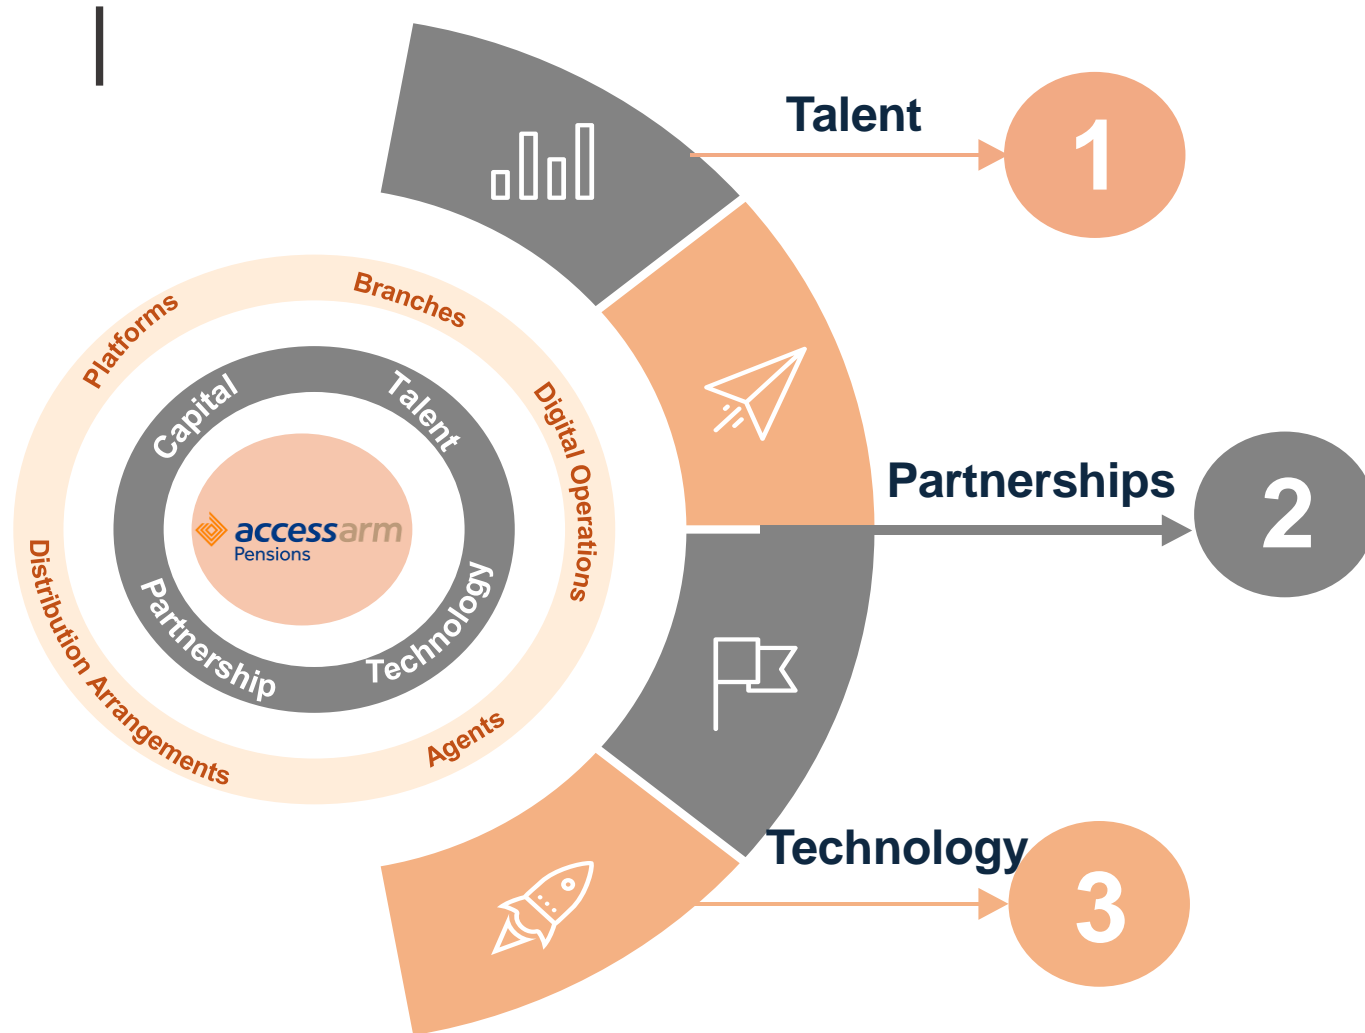 Talent
1
Partnerships
2
Technology
3
Platforms
Branches
Digital Operations
Agents
Distribution Arrangements
Capital
Talent
Technology
Partnership
accessarm
Pensions